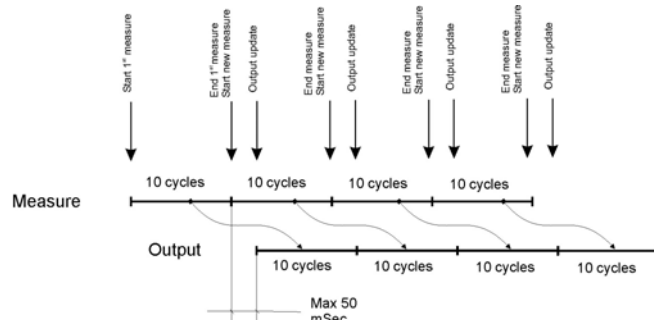 Start 1st measure
End 1st measure
Start new measure
Output update
End measure
Start new measure
Output update
End measure
Start new measure
Output update
End measure
Start new measure
Output update
10 cycles
10 cycles
10 cycles
10 cycles
Measure
Output
10 cycles
10 cycles
10 cycles
10 cycles
Max 50
mSec